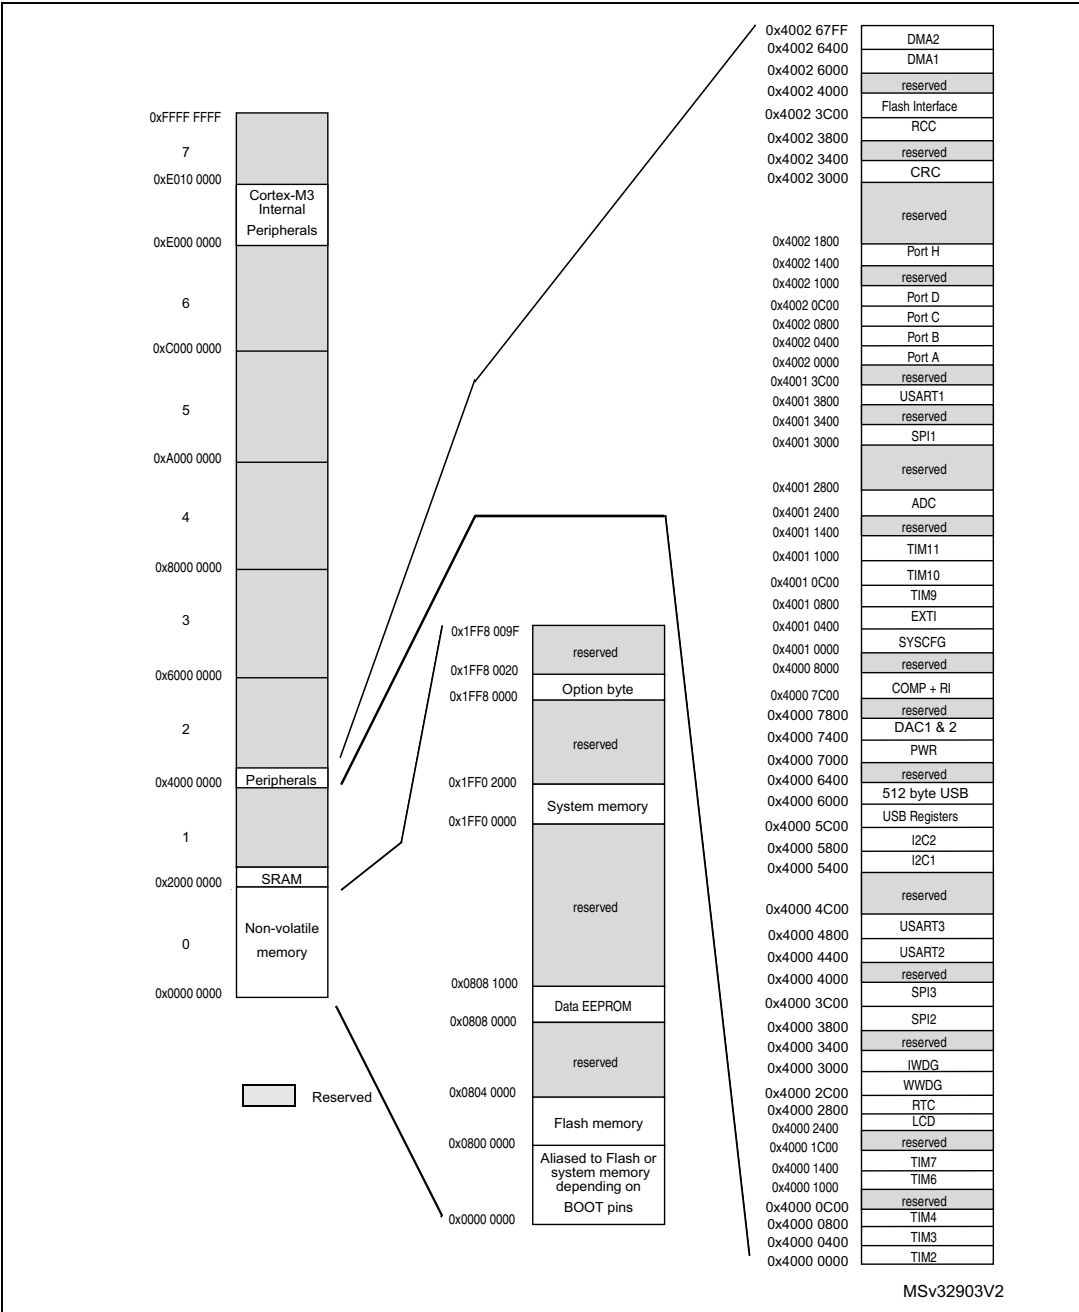 0xFFFF FFFF
7
0xE010 0000
Cortex-M3
Internal
Peripherals
0xE000 0000
6
0xC000 0000
5
0xA000 0000
4
0x8000 0000
3
0x6000 0000
2
0x4000 0000
Peripherals
1
0x2000 0000
SRAM
Non-volatile
memory
0
0x0000 0000
Reserved
0x1FF8 009F
reserved
0x1FF8 0020
Option byte
0x1FF8 0000
reserved
0x1FF0 2000
System memory
0x1FF0 0000
reserved
0x0808 1000
Data EEPROM
0x0808 0000
reserved
0x0804 0000
Flash memory
0x0800 0000
Aliased to Flash or
system memory
depending on
BOOT pins
0x0000 0000
0x4002 67FF
DMA2
0x4002 6400
DMA1
0x4002 6000
reserved
0x4002 4000
Flash Interface
0x4002 3C00
RCC
0x4002 3800
reserved
0x4002 3400
CRC
0x4002 3000
reserved
0x4002 1800
Port H
0x4002 1400
reserved
0x4002 1000
Port D
0x4002 0C00
Port C
0x4002 0800
Port B
0x4002 0400
Port A
0x4002 0000
reserved
0x4001 3C00
USART1
0x4001 3800
reserved
0x4001 3400
SPI1
0x4001 3000
reserved
0x4001 2800
ADC
0x4001 2400
reserved
0x4001 1400
TIM11
0x4001 1000
TIM10
0x4001 0C00
TIM9
0x4001 0800
EXTI
0x4001 0400
SYSCFG
0x4001 0000
reserved
0x4000 8000
COMP + RI
0x4000 7C00
reserved
0x4000 7800
DAC1 & 2
0x4000 7400
PWR
0x4000 7000
reserved
0x4000 6400
512 byte USB
0x4000 6000
USB Registers
0x4000 5C00
I2C2
0x4000 5800
I2C1
0x4000 5400
reserved
0x4000 4C00
USART3
0x4000 4800
USART2
0x4000 4400
reserved
0x4000 4000
SPI3
0x4000 3C00
SPI2
0x4000 3800
reserved
0x4000 3400
IWDG
0x4000 3000
WWDG
0x4000 2C00
RTC
0x4000 2800
LCD
0x4000 2400
reserved
0x4000 1C00
TIM7
0x4000 1400
TIM6
0x4000 1000
reserved
0x4000 0C00
TIM4
0x4000 0800
TIM3
0x4000 0400
TIM2
0x4000 0000
MSv32903V2